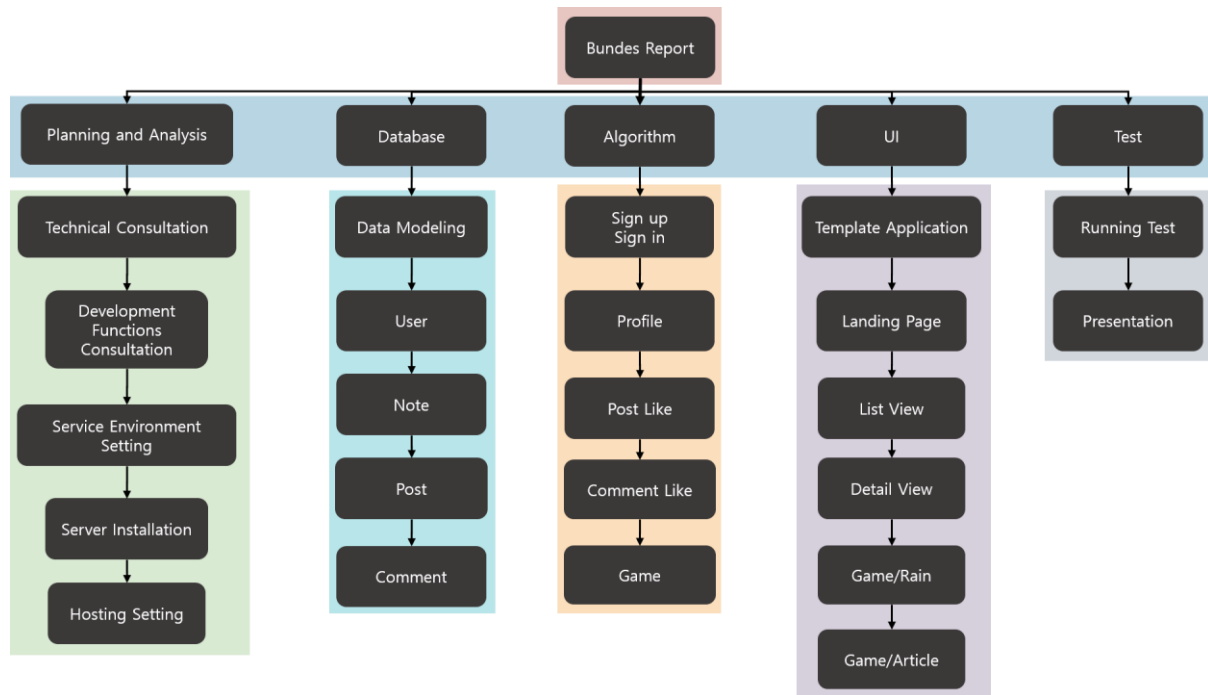 Bundes Report
Planning and Analysis
Database
Algorithm
UI
Test
Technical Consultation
Development
Functions
Consultation
Service Environment
Setting
Server Installation
Hosting Setting
Data Modeling
User
Note
Post
Comment
Sign up
Sign in
Profile
Post Like
Comment Like
Game
Template Application
Landing Page
List View
Detail View
Game/Rain
Game/Article
Running Test
Presentation